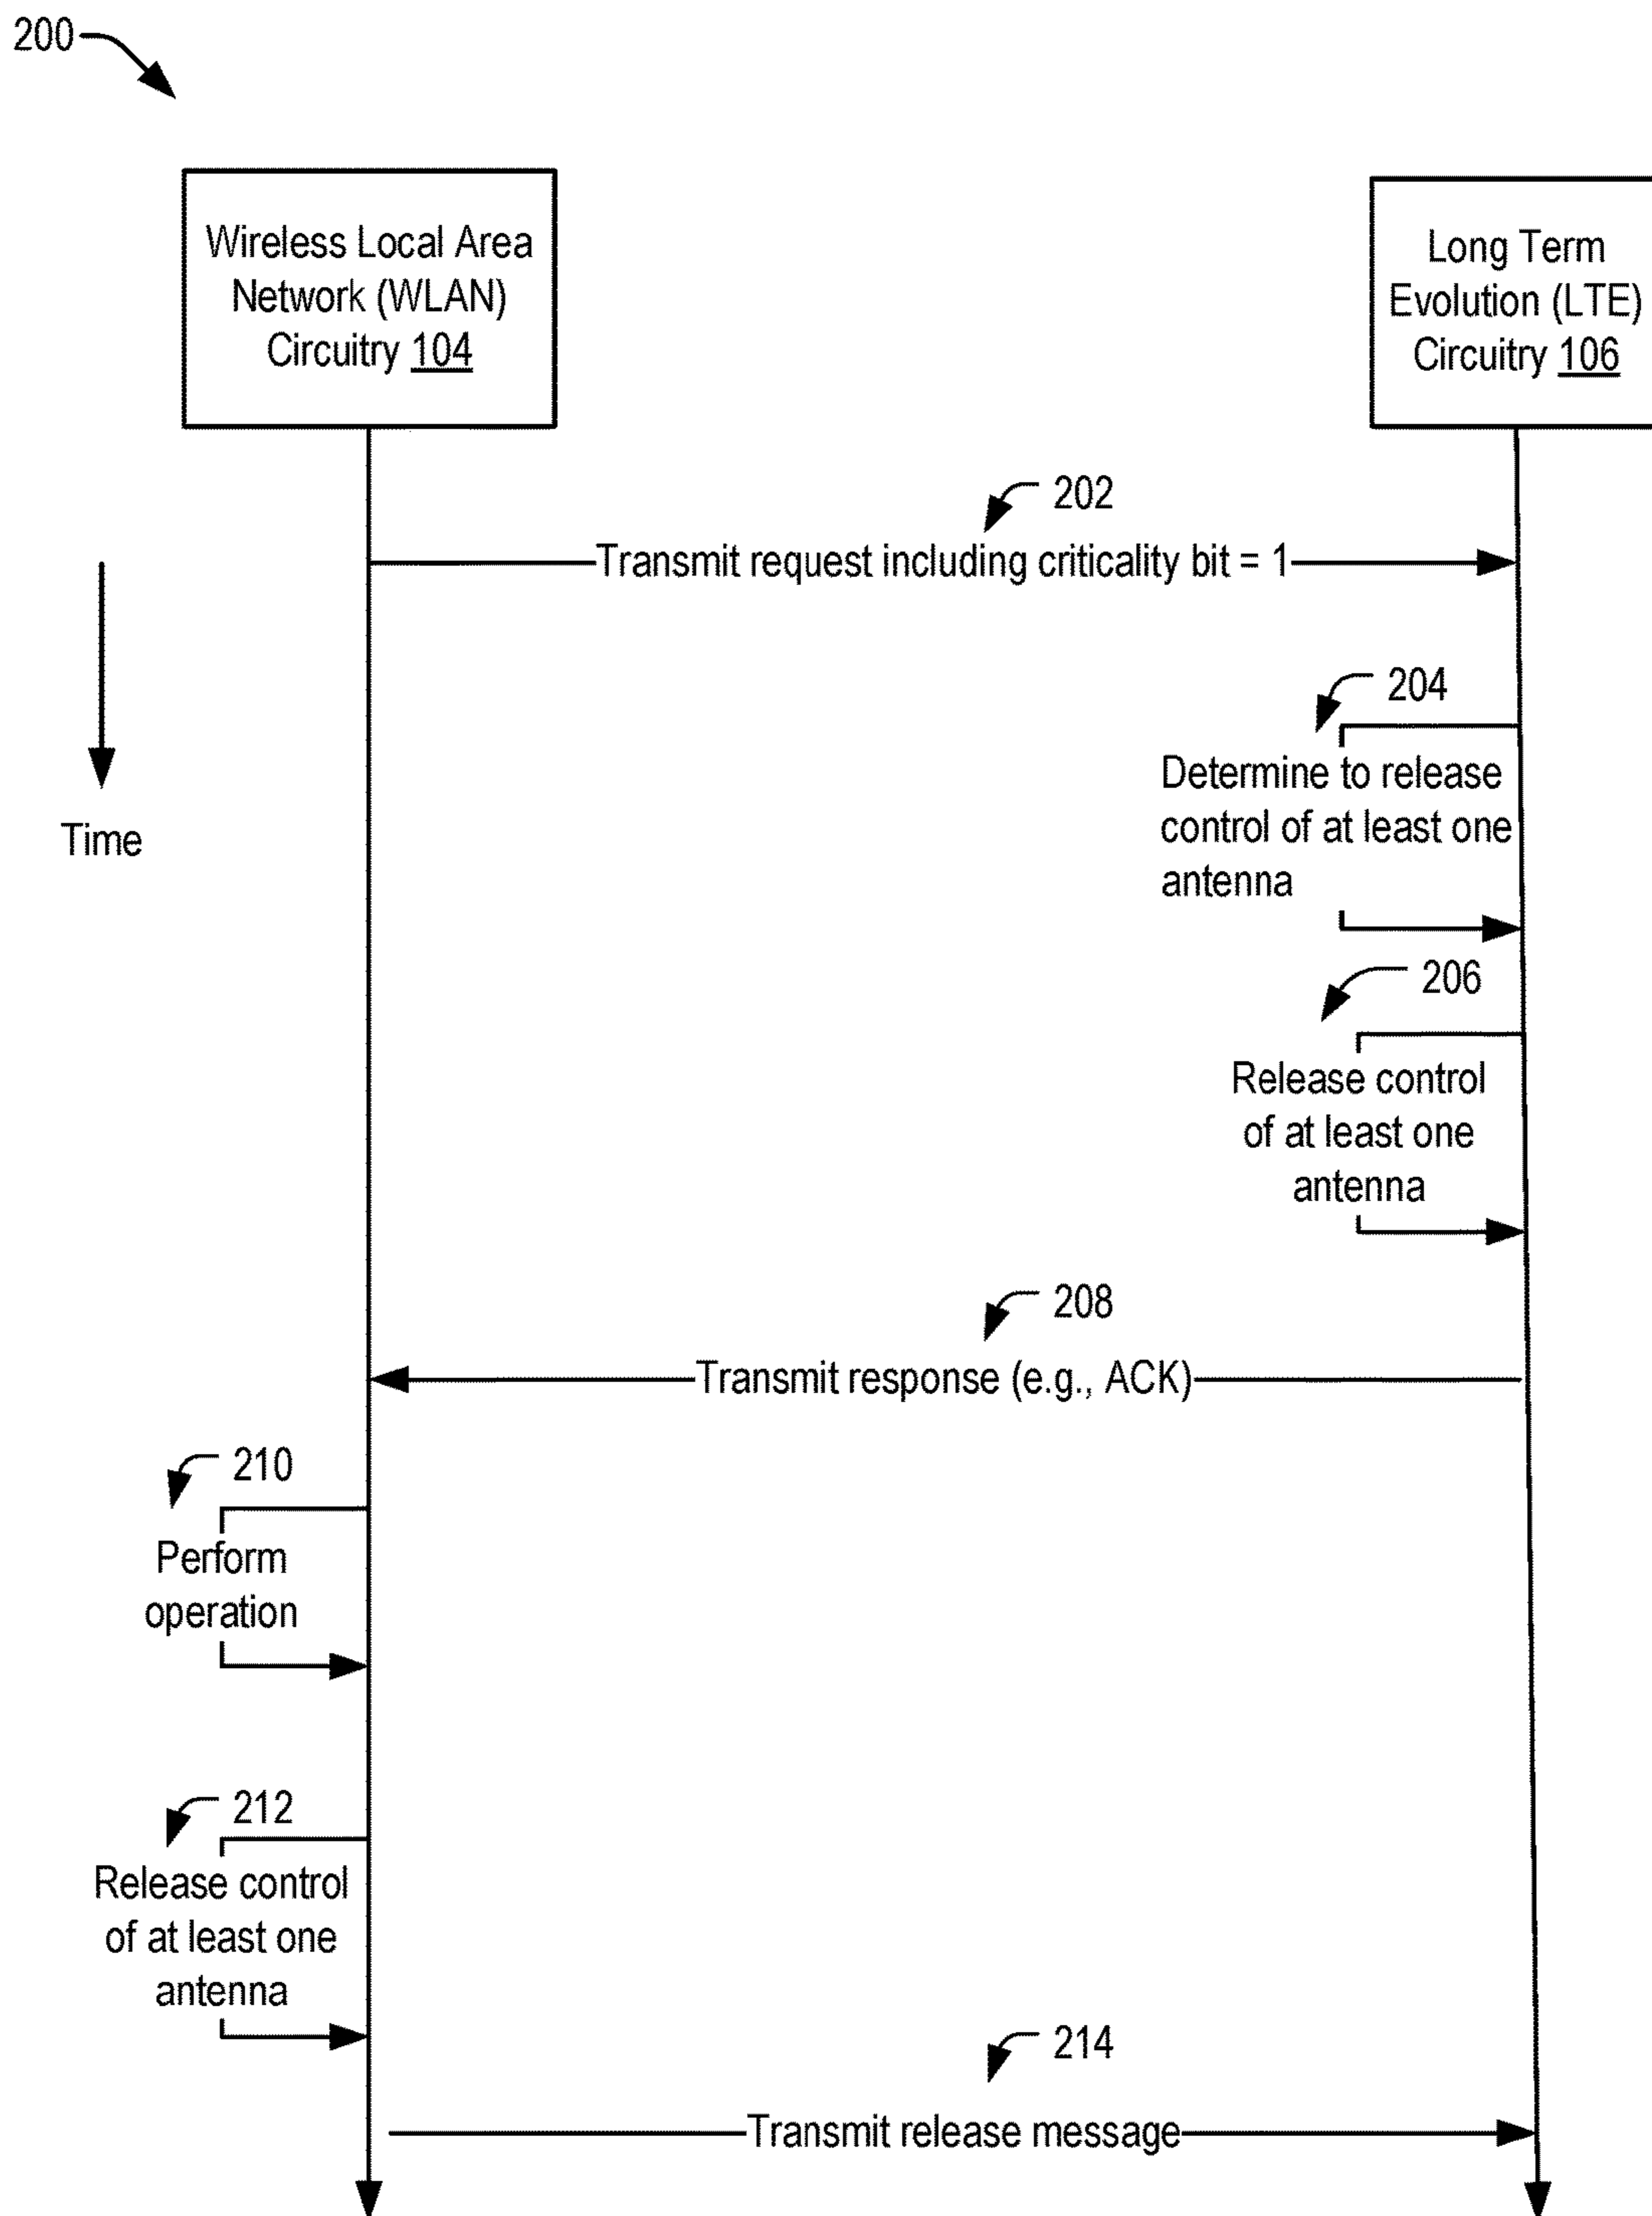 200
Wireless Local Area
Network (WLAN)
Circuitry 104
Long Term
Evolution (LTE)
Circuitry 106
202
Transmit request including criticality bit = 1
Time
204
Determine to release
control of at least one
antenna
206
Release control
of at least one
antenna
208
Transmit response (e.g., ACK)
210
Perform
operation
212
Release control
of at least one
antenna
214
Transmit release message